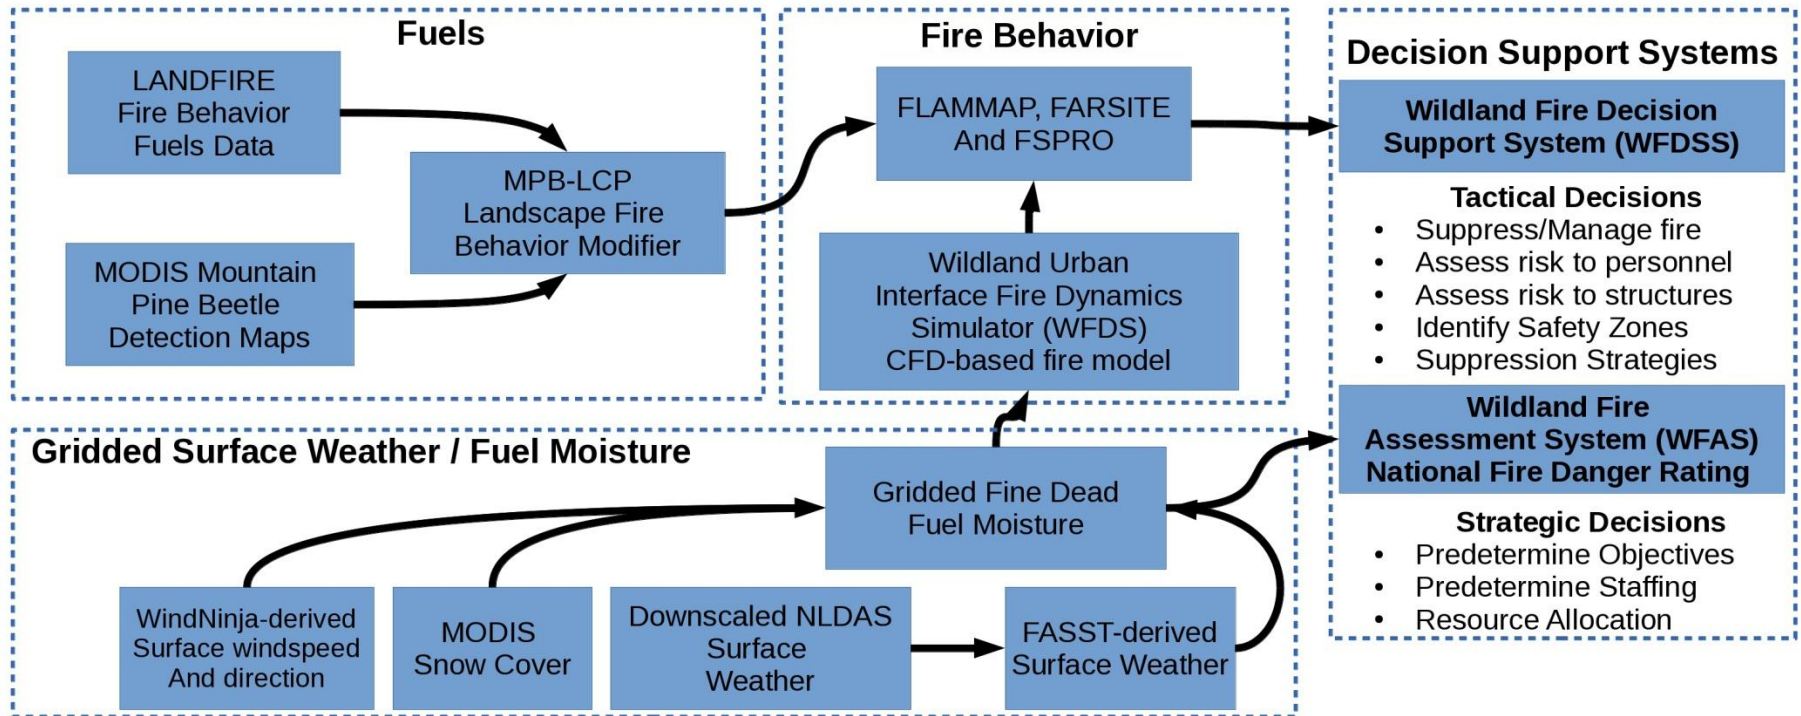 Fuels
LANDFIRE
Fire Behavior
Fuels Data
MPB-LCP
Landscape Fire
Behavior Modifier
MODIS Mountain
Pine Beetle
Detection Maps
Fire Behavior
FLAMMAP, FARSITE
And FSPRO
Wildland Urban
Interface Fire Dynamics
Simulator (WFDS)
CFD-based fire model
Gridded Surface Weather / Fuel Moisture
Gridded Fine Dead
Fuel Moisture
WindNinja-derived
Surface windspeed
And direction
MODIS
Snow Cover
Downscaled NLDAS
Surface
Weather
FASST-derived
Surface Weather
Decision Support Systems
Wildland Fire Decision
Support System (WFDSS)
Tactical Decisions
• Suppress/Manage fire
• Assess risk to personnel
• Assess risk to structures
• Identify Safety Zones
• Suppression Strategies
Wildland Fire
Assessment System (WFAS)
National Fire Danger Rating
Strategic Decisions
• Predetermine Objectives
• Predetermine Staffing
• Resource Allocation